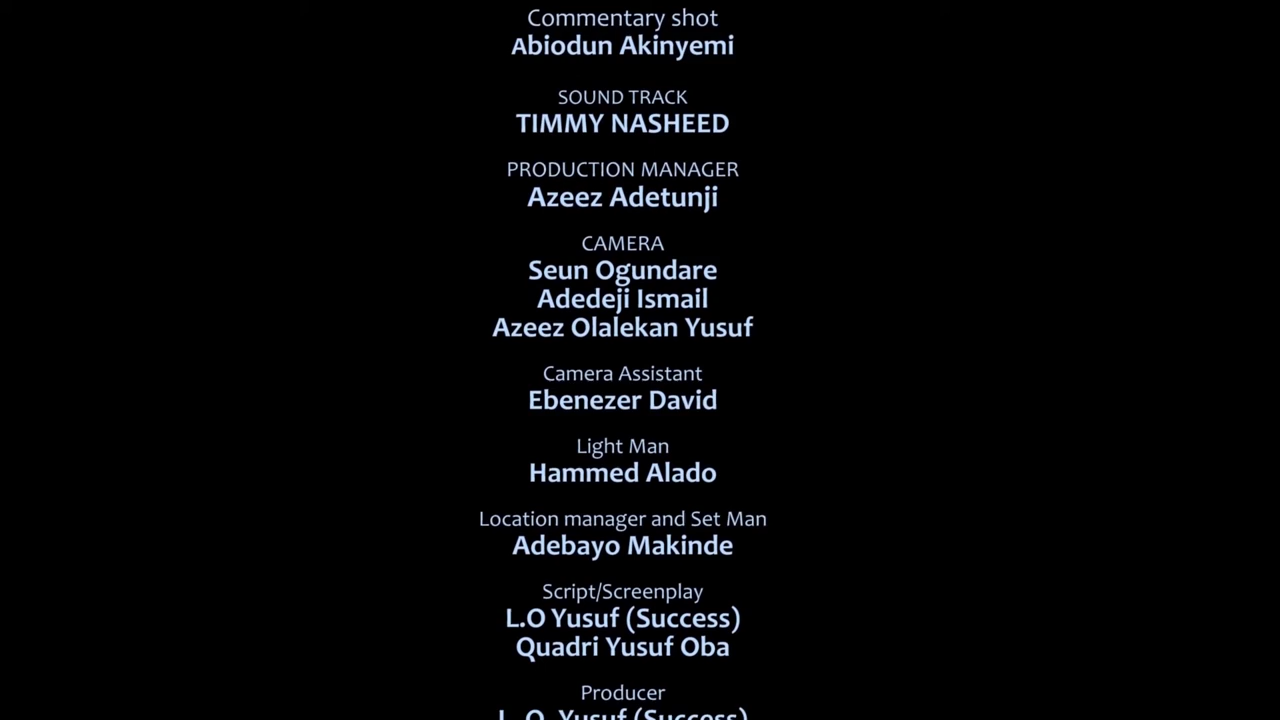 Commentary shot
Abiodun Akinyemi
SOUND TRACK
TIMMY NASHEED
PRODUCTION MANAGER
Azeez Adetunji
CAMERA
Seun Ogundare
Adedeji Ismail
Azeez Olalekan Yusuf
Camera Assistant
Ebenezer David
Light Man
Hammed Alado
Location manager and Set Man
Adebayo Makinde
Script/Screenplay
L.O Yusuf (Success)
Quadri Yusuf Oba
Producer
L.O. Yusuf (Success)